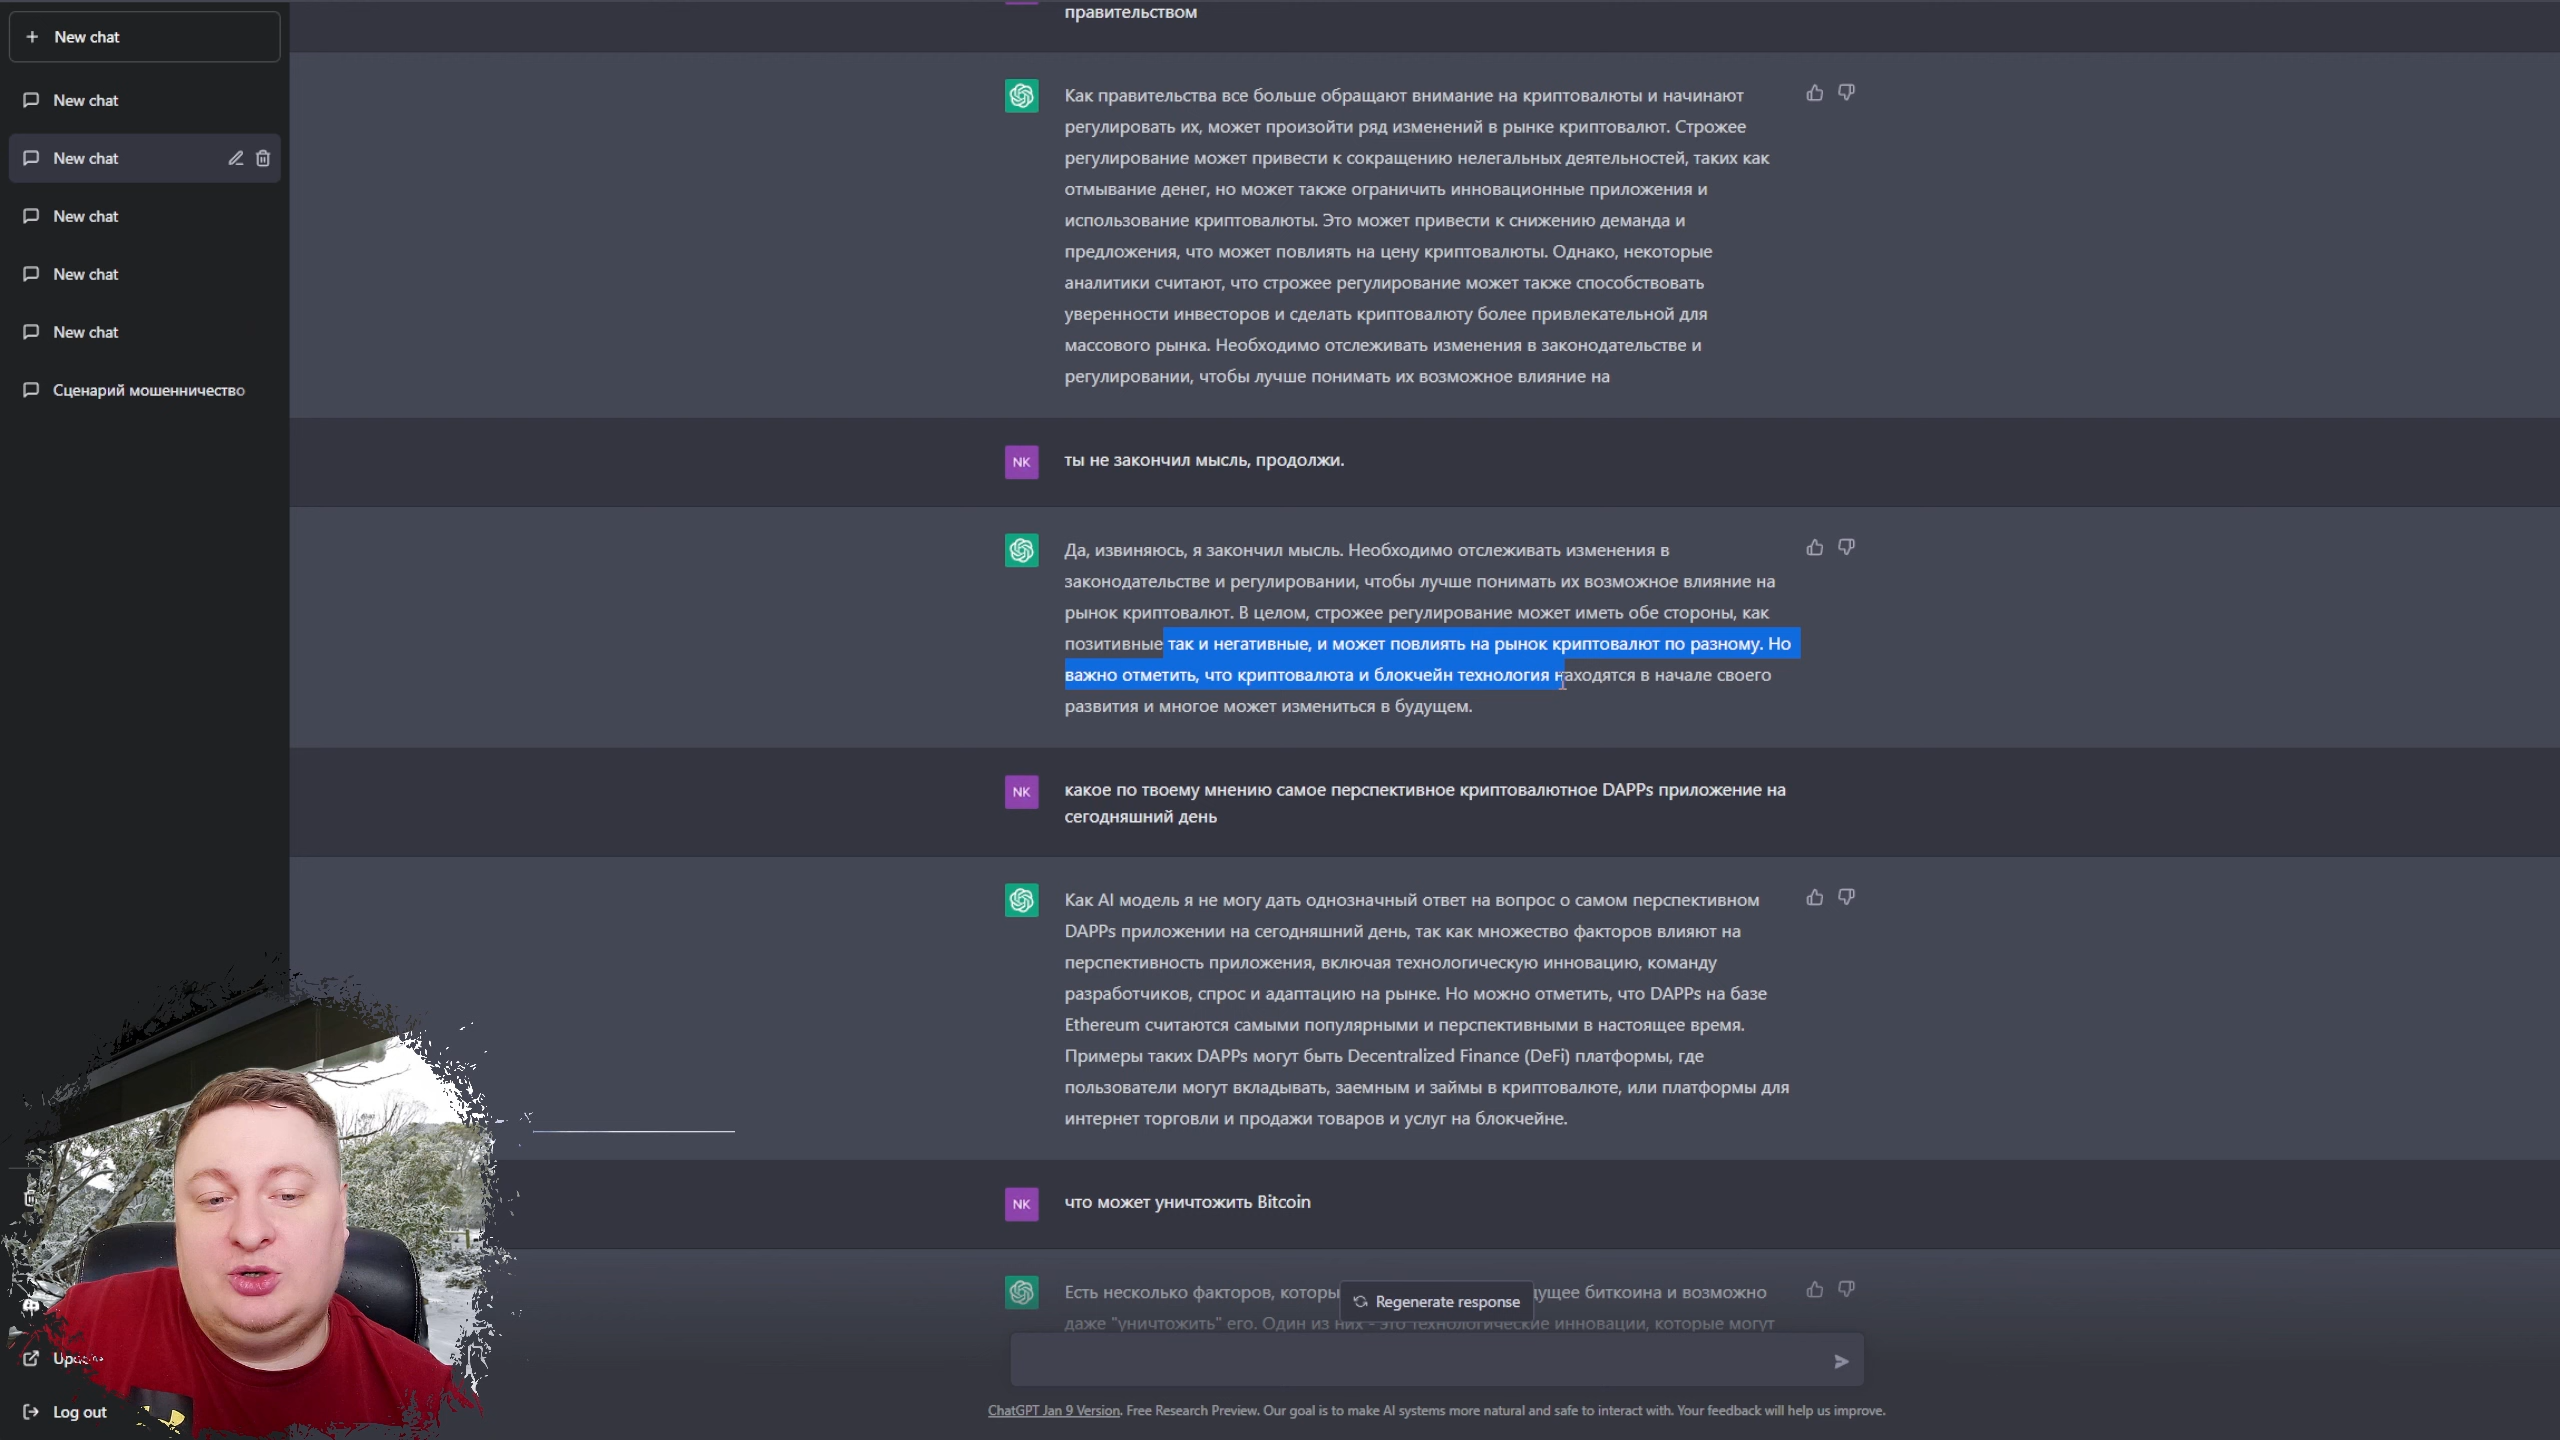 New chat
New chat
New chat
New chat
New chat
New chat
Сценарий мошенничество
Log out
правительством
Как правительства все больше обращают внимание на криптовалюты и начинают
регулировать их, может произойти ряд изменений в рынке криптовалют. Строжее
регулирование может привести к сокращению нелегальных деятельностей, таких как
отмывание денег, но может также ограничить инновационные приложения и
использование криптовалюты. Это может привести к снижению деманда и
предложения, что может повлиять на цену криптовалюты. Однако, некоторые
аналитики считают, что строжее регулирование может также способствовать
уверенности инвесторов и сделать криптовалюту более привлекательной для
массового рынка. Необходимо отслеживать изменения в законодательстве и
регулировании, чтобы лучше понимать их возможное влияние на
NK
ты не закончил мысль, продолжи.
Да, извиняюсь, я закончил мысль. Необходимо отслеживать изменения в
законодательстве и регулировании, чтобы лучше понимать их возможное влияние на
рынок криптовалют. В целом, строжее регулирование может иметь обе стороны, как
позитивные так и негативные, и может повлиять на рынок криптовалют по разному. Но
важно отметить, что криптовалюта и блокчейн технология находятся в начале своего
развития и многое может измениться в будущем.
NK
какое по твоему мнению самое перспективное криптовалютное DAPPs приложение на
сегодняшний день
Как AI модель я не могу дать однозначный ответ на вопрос о самом перспективном
DAPPs приложении на сегодняшний день, так как множество факторов влияют на
перспективность приложения, включая технологическую инновацию, команду
разработчиков, спрос и адаптацию на рынке. Но можно отметить, что DAPPs на базе
Ethereum считаются самыми популярными и перспективными в настоящее время.
Примеры таких DAPPs могут быть Decentralized Finance (DeFi) платформы, где
пользователи могут вкладывать, заемным и займы в криптовалюте, или платформы для
интернет торговли и продажи товаров и услуг на блокчейне.
NK
что может уничтожить Bitcoin
Есть несколько факторов, биткоина и возможно
Regenerate response
даже "уничтожить" его. Один из них - это технологические инновации, которые могут
ChatGPT Jan 9 Version. Free Research Preview. Our goal is to make AI systems more natural and safe to interact with. Your feedback will help us improve.